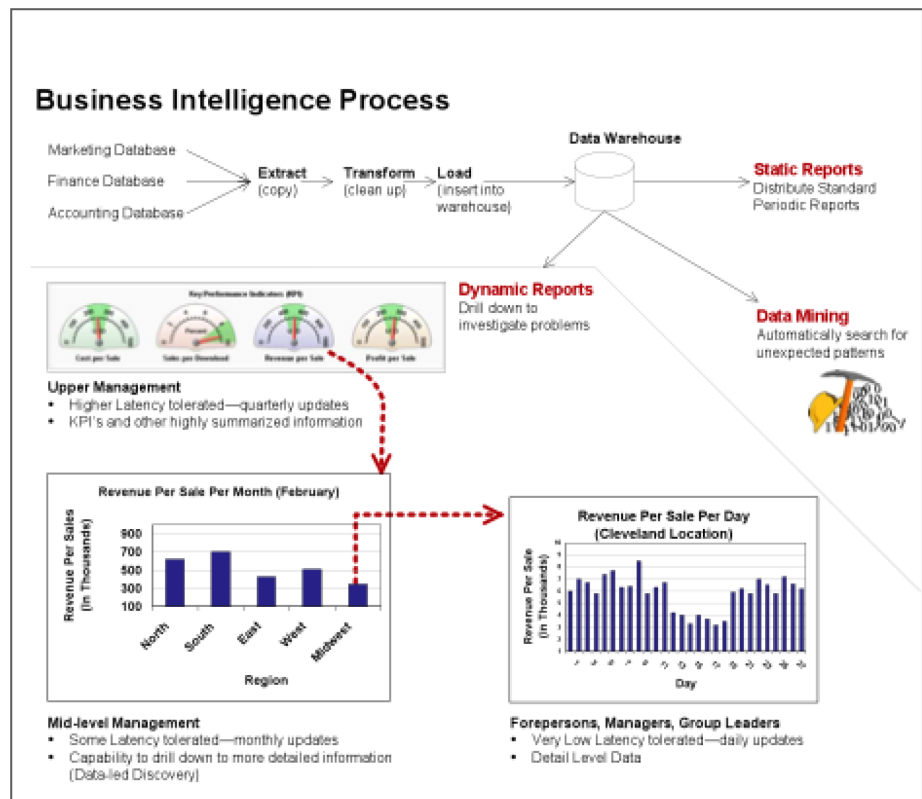 Business Intelligence Process
Data Warehouse
Marketing Database
Finance Database
Accounting Database
Extract
(copy)
Transform
(clean up)
Load
(insert into
warehouse)
Static Reports
Distribute Standard
Periodic Reports
Dynamic Reports
Drill down to
investigate problems
Data Mining
Automatically search for
unexpected patterns
Key Performance Indicators (KPI)
Cost per Sale
Percent
Sales per Download
Revenue per Sale
Profit per Sale
Upper Management
Higher Latency tolerated—quarterly updates
KPI's and other highly summarized information
Revenue Per Sale Per Month (February)
Revenue Per Sales
(In Thousands)
900
700
500
300
100
North
South
East
West
Midwest
Region
Mid-level Management
Some Latency tolerated—monthly updates
Capability to drill down to more detailed information
(Data-led Discovery)
Revenue Per Sale Per Day
(Cleveland Location)
Revenue Per Sale
(in Thousands)
Day
Forepersons, Managers, Group Leaders
Very Low Latency tolerated—daily updates
Detail Level Data